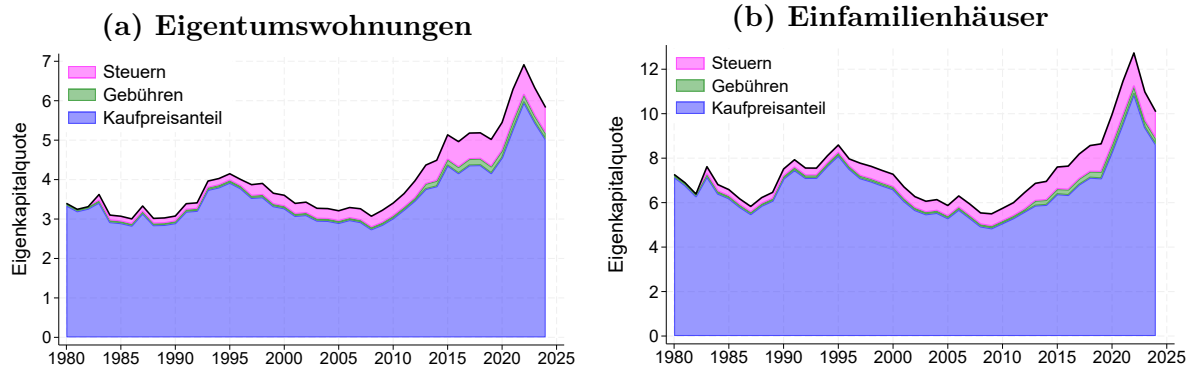 (a) Eigentumswohnungen
Eigenkapitalquote
7
6
5
4
3
2
1
0
Steuern
Gebühren
Kaufpreisanteil
1980 1985 1990 1995 2000 2005 2010 2015 2020 2025
(b) Einfamilienhäuser
Eigenkapitalquote
12
10
8
6
4
2
0
Steuern
Gebühren
Kaufpreisanteil
1980 1985 1990 1995 2000 2005 2010 2015 2020 2025